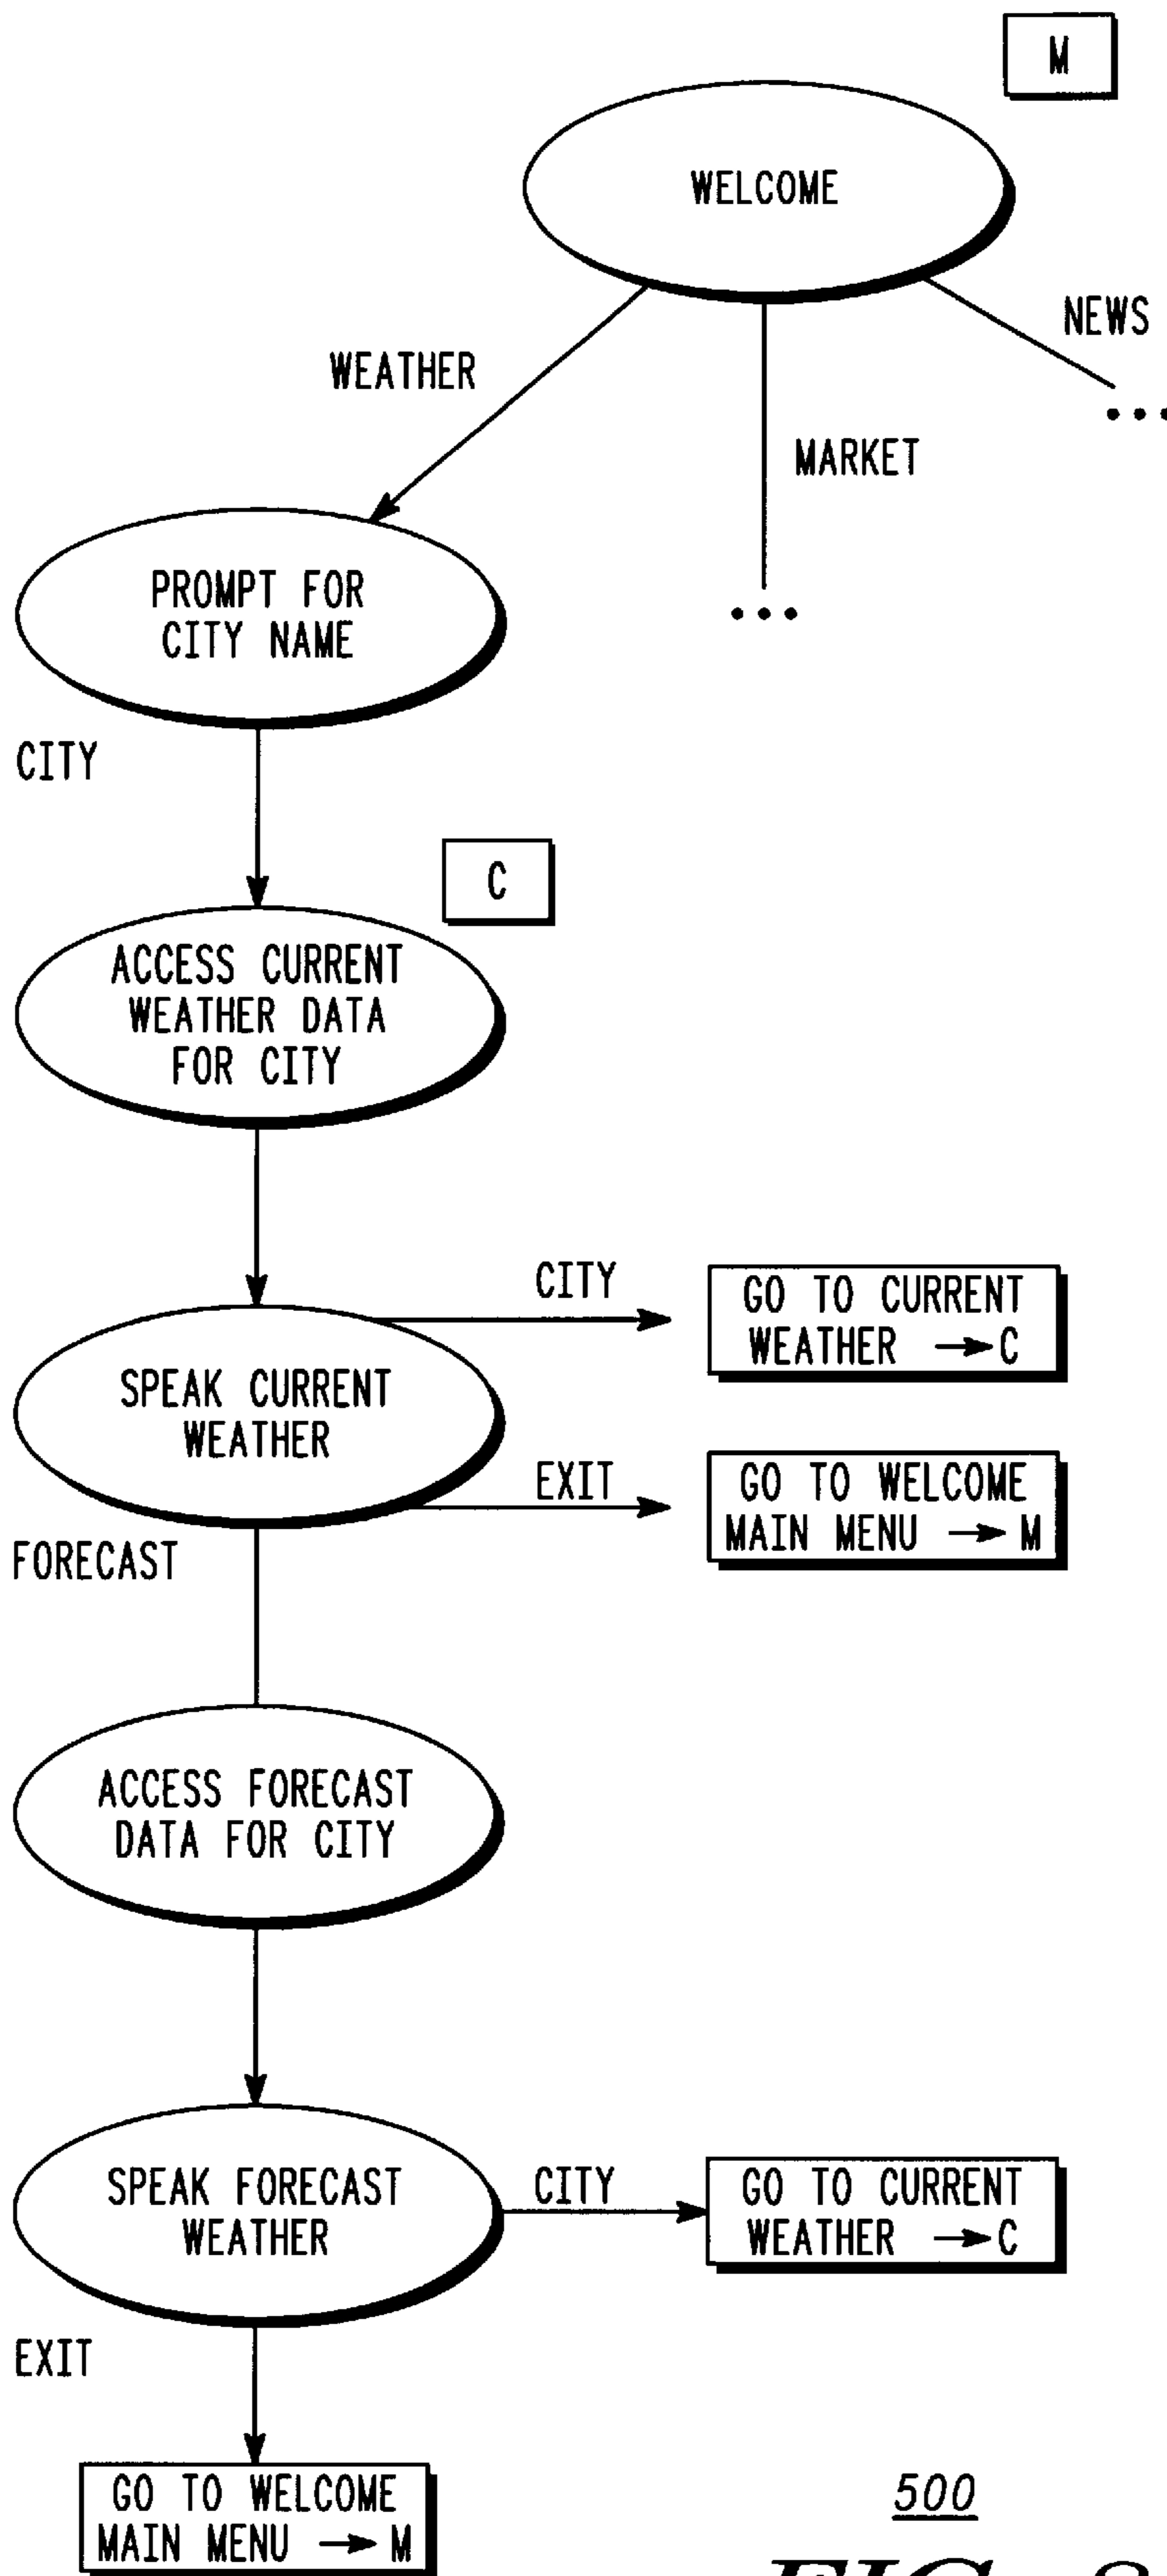 M
WELCOME
NEWS
WEATHER
MARKET
...
...
PROMPT FOR
CITY NAME
CITY
C
ACCESS CURRENT
WEATHER DATA
FOR CITY
CITY
GO TO CURRENT
WEATHER → C
SPEAK CURRENT
WEATHER
EXIT
GO TO WELCOME
MAIN MENU → M
FORECAST
ACCESS FORECAST
DATA FOR CITY
SPEAK FORECAST
WEATHER
CITY
GO TO CURRENT
WEATHER → C
EXIT
GO TO WELCOME
MAIN MENU → M
500
FIG.